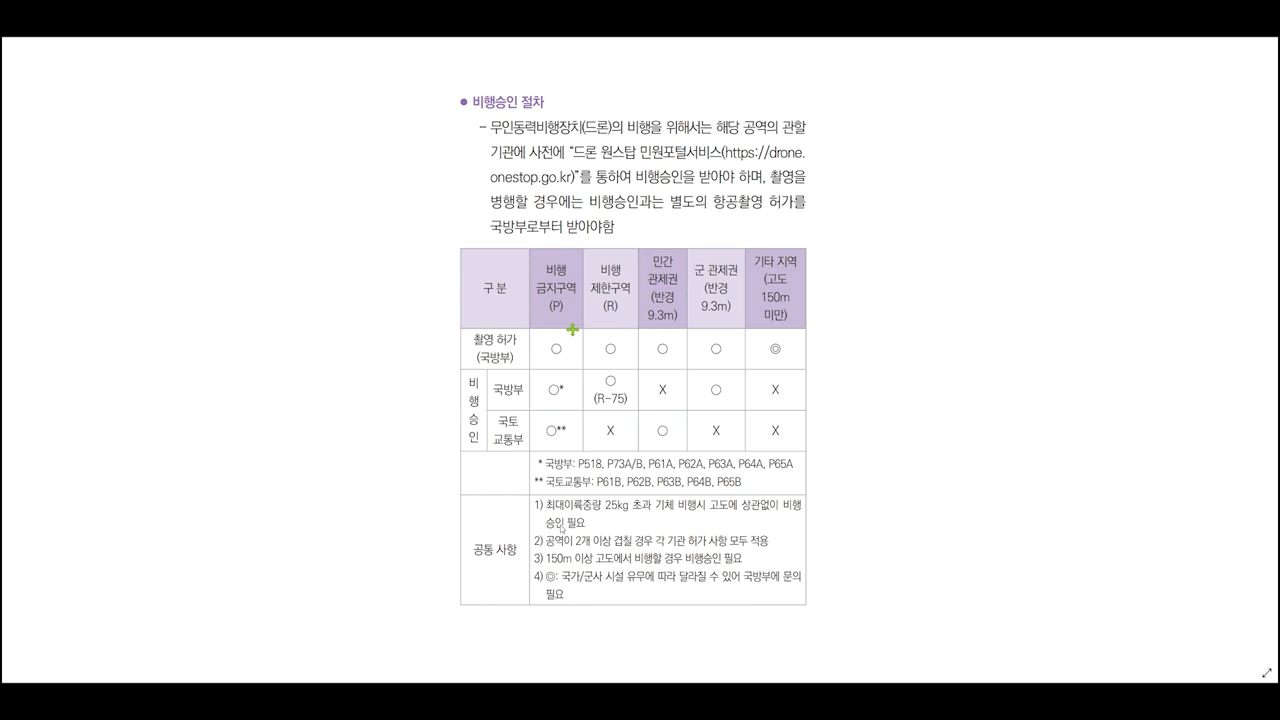 ● 비행승인 절차
– 무인동력비행장치(드론)의 비행을 위해서는 해당 공역의 관할
기관에 사전에 “드론 원스탑 민원포털서비스(https://drone.
onestop.go.kr)”를 통하여 비행승인을 받아야 하며, 촬영을
병행할 경우에는 비행승인과는 별도의 항공촬영 허가를
국방부로부터 받아야함
구 분
비행
금지구역
(P)
비행
제한구역
(R)
민간
관제권
(반경
9.3m)
군 관제권
(반경
9.3m)
기타 지역
(고도
150m
미만)
촬영 허가
(국방부)
○ ○ ○ ○ ◎
비
행
승
인
국방부
○*
○
(R-75)
X ○ X
국토
교통부
○** X ○ X X
* 국방부: P518, P73A/B, P61A, P62A, P63A, P64A, P65A
** 국토교통부: P61B, P62B, P63B, P64B, P65B
공통 사항
1) 최대이륙중량 25kg 초과 기체 비행시 고도에 상관없이 비행
승인 필요
2) 공역이 2개 이상 겹칠 경우 각 기관 허가 사항 모두 적용
3) 150m 이상 고도에서 비행할 경우 비행승인 필요
4) ◎: 국가/군사 시설 유무에 따라 달라질 수 있어 국방부에 문의
필요